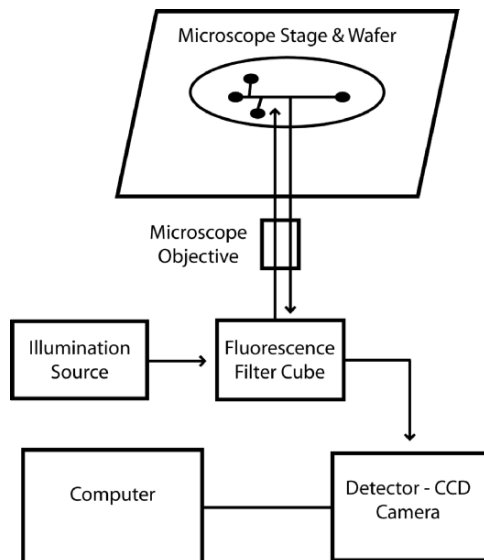 Microscope Stage & Wafer
Microscope
Objective
Illumination
Source
Fluorescence
Filter Cube
Computer
Detector - CCD
Camera